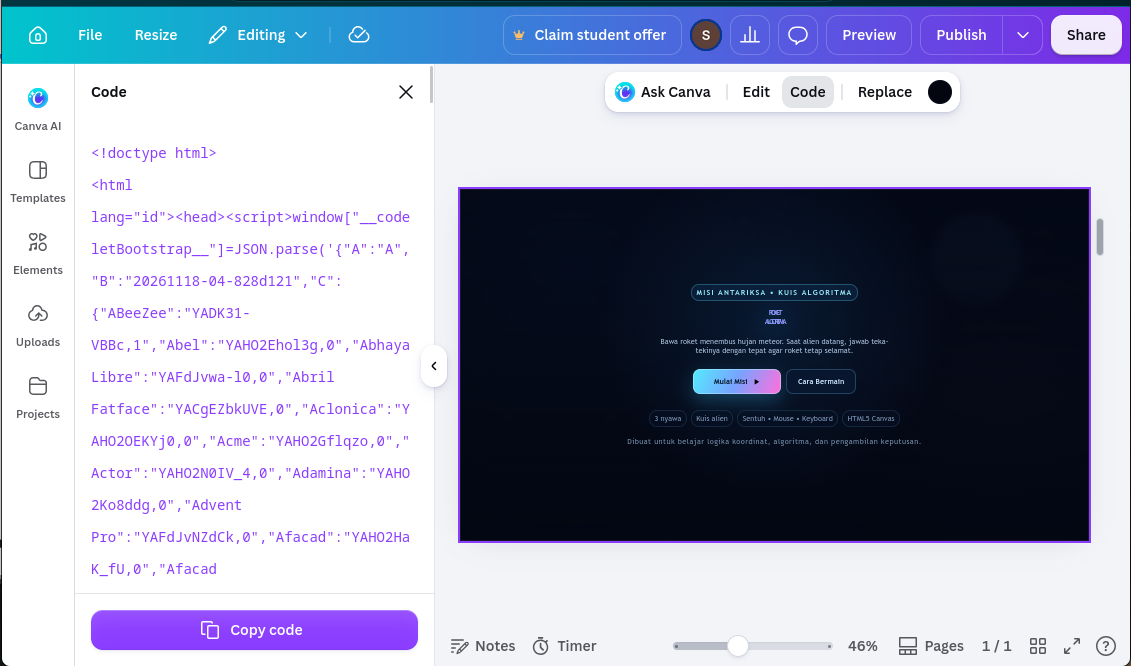 File Resize Editing Claim student offer S Preview Publish Share
Canva AI
Templates
Elements
Uploads
Projects
Code
<!doctype html>
<html
lang="id"><head><script>window["__code
letBootstrap__"]=JSON.parse('{"A":"A",
"B":"20261118-04-828d121","C":
{"ABeeZee":"YADK31-
VBBc,1","Abel":"YAHO2Ehol3g,0","Abhaya
Libre":"YAFdJvwa-l0,0","Abril
Fatface":"YACgEZbkUVE,0","Aclonica":"Y
AHO2OEKYj0,0","Acme":"YAHO2Gflqzo,0","
Actor":"YAHO2N0IV_4,0","Adamina":"YAHO
2Ko8ddg,0","Advent
Pro":"YAFdJvNZdCk,0","Afacad":"YAHO2Ha
K_fU,0","Afacad
Copy code
Ask Canva Edit Code Replace
MISI ANTARIKSA • KUIS ALGORITMA
ROKET
ALGORITMA
Bawa roket menembus hujan meteor. Saat alien datang, jawab teka-
tekinya dengan tepat agar roket tetap selamat.
Mulai Misi ▶ Cara Bermain
3 nyawa Kuis alien Sentuh • Mouse • Keyboard HTML5 Canvas
Dibuat untuk belajar logika koordinat, algoritma, dan pengambilan keputusan.
Notes Timer 46% Pages 1 / 1